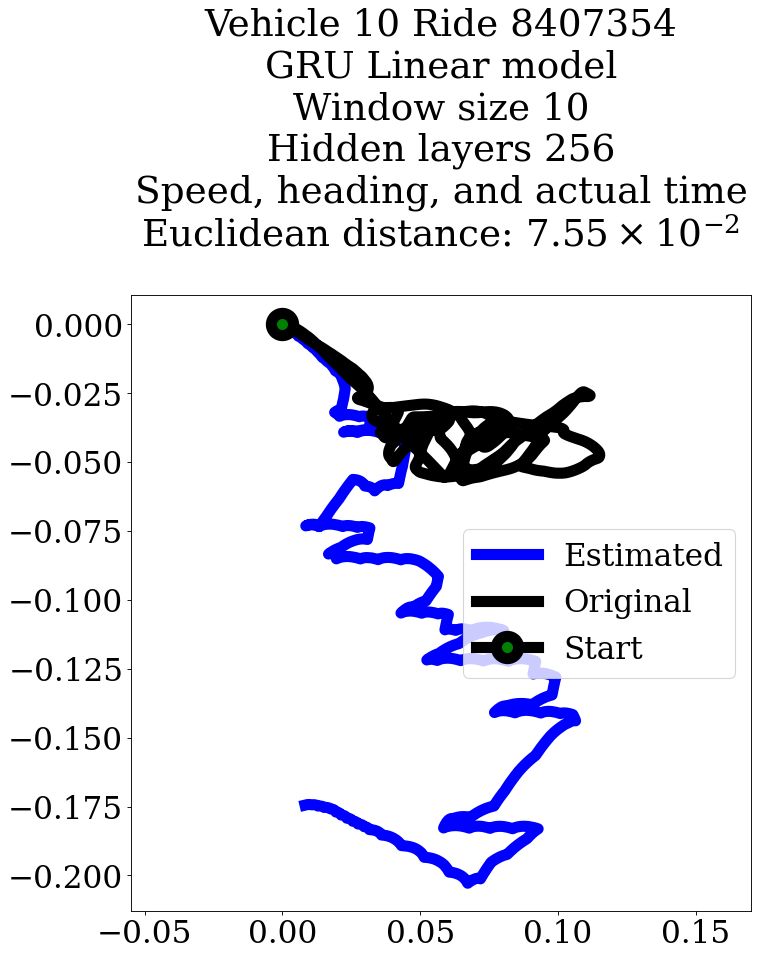 Vehicle 10 Ride 8407354
GRU Linear model
Window size 10
Hidden layers 256
Speed, heading, and actual time
Euclidean distance: 7.55 × 10⁻²
0.000
−0.025
−0.050
−0.075
−0.100
−0.125
−0.150
−0.175
−0.200
Estimated
Original
Start
−0.05 0.00 0.05 0.10 0.15